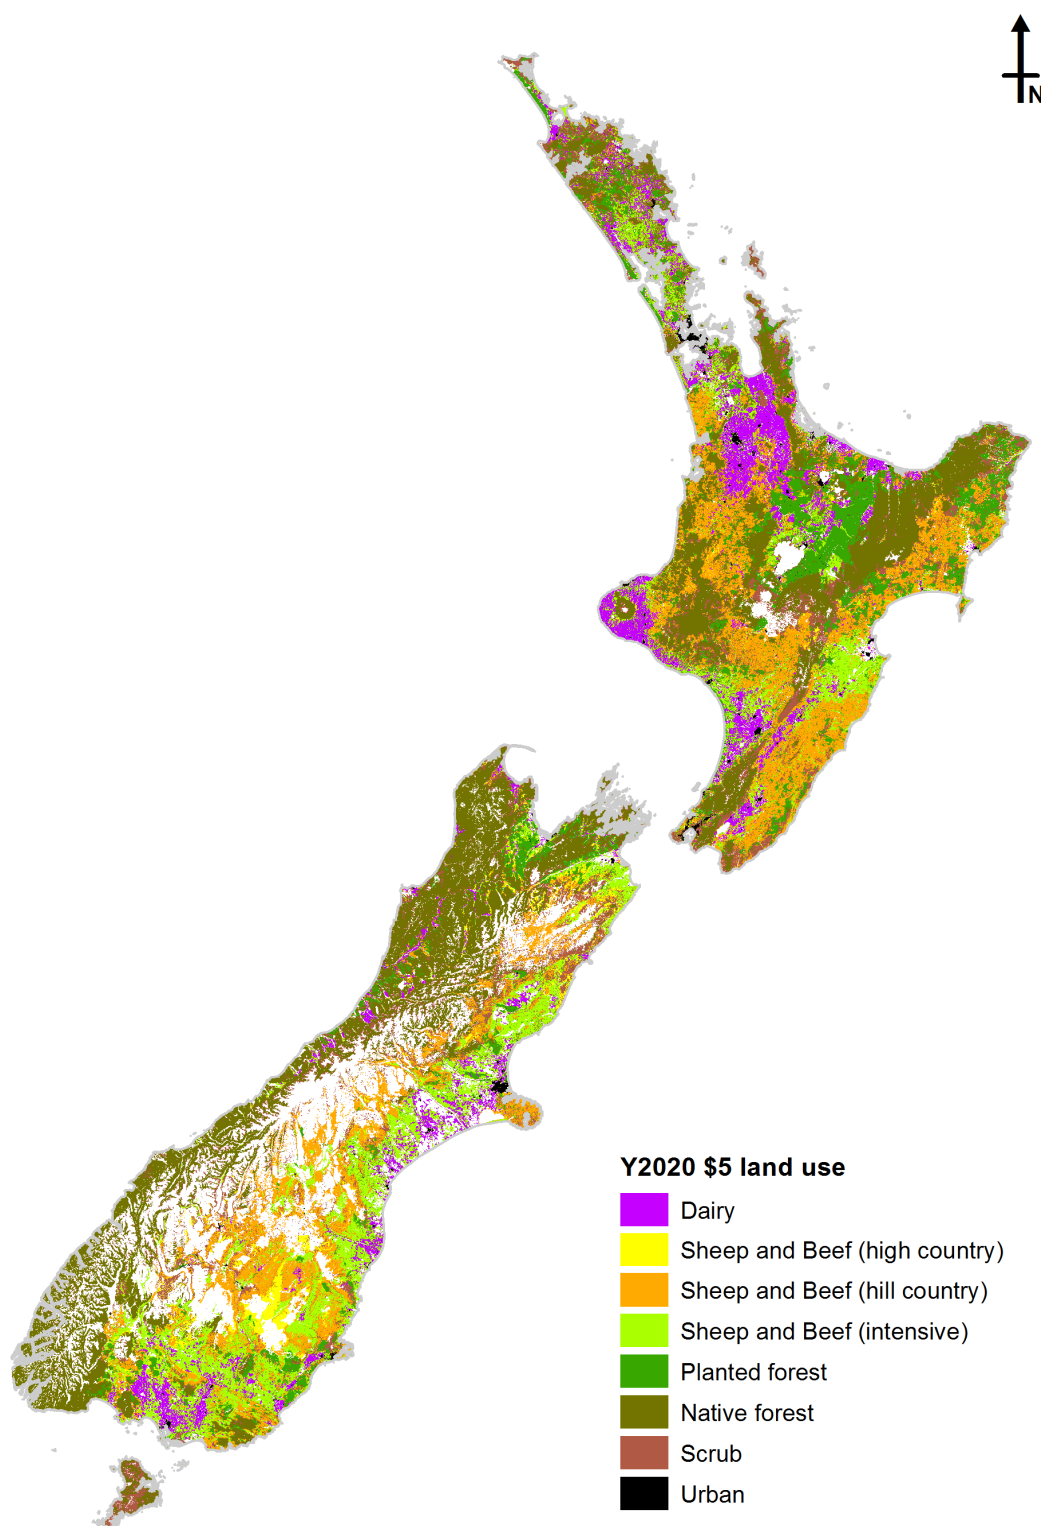 N
Y2020 $5 land use
Dairy
Sheep and Beef (high country)
Sheep and Beef (hill country)
Sheep and Beef (intensive)
Planted forest
Native forest
Scrub
Urban